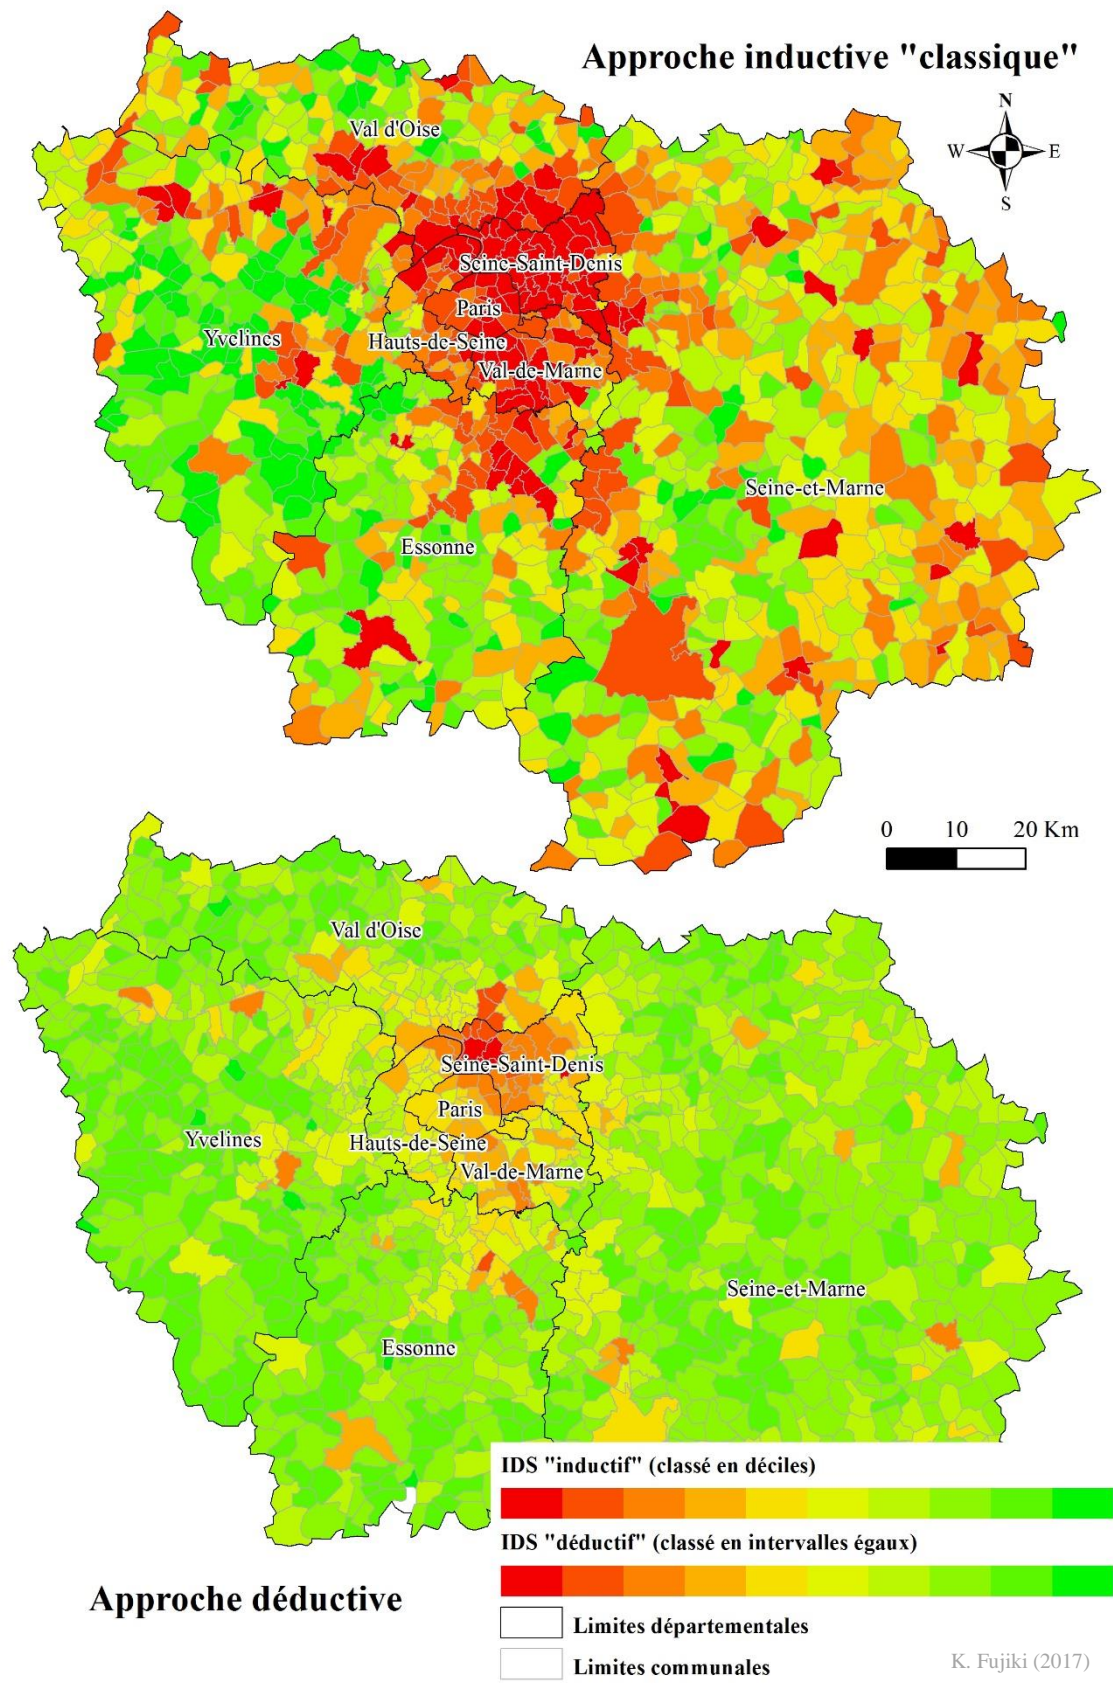 Approche inductive "classique"
N
W
E
S
Val d'Oise
Seine-Saint-Denis
Paris
Yvelines
Hauts-de-Seine
Val-de-Marne
Seine-et-Marne
Essonne
0 10 20 Km
Val d'Oise
Seine-Saint-Denis
Paris
Yvelines
Hauts-de-Seine
Val-de-Marne
Seine-et-Marne
Essonne
IDS "inductif" (classé en déciles)
IDS "déductif" (classé en intervalles égaux)
Approche déductive
Limites départementales
Limites communales
K. Fujiki (2017)